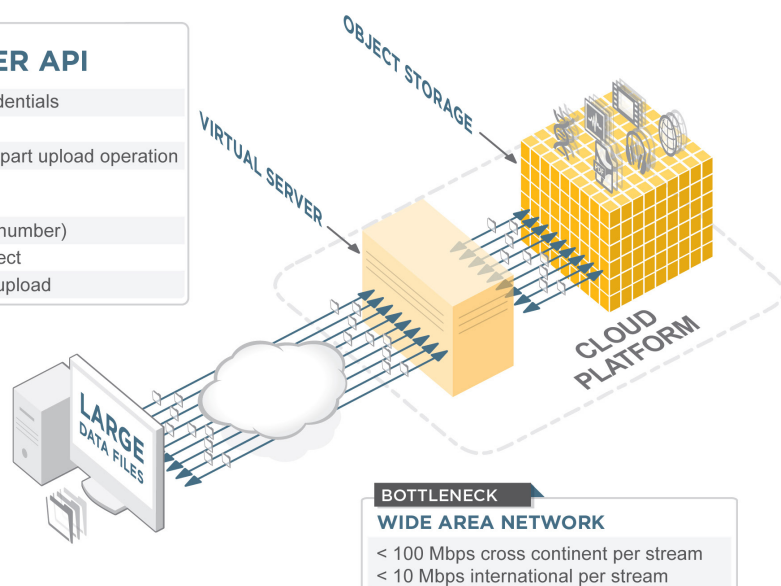 ER API
dentials
part upload operation
number)
ect
upload
OBJECT STORAGE
VIRTUAL SERVER
CLOUD
PLATFORM
LARGE
DATA FILES
BOTTLENECK
WIDE AREA NETWORK
< 100 Mbps cross continent per stream
< 10 Mbps international per stream